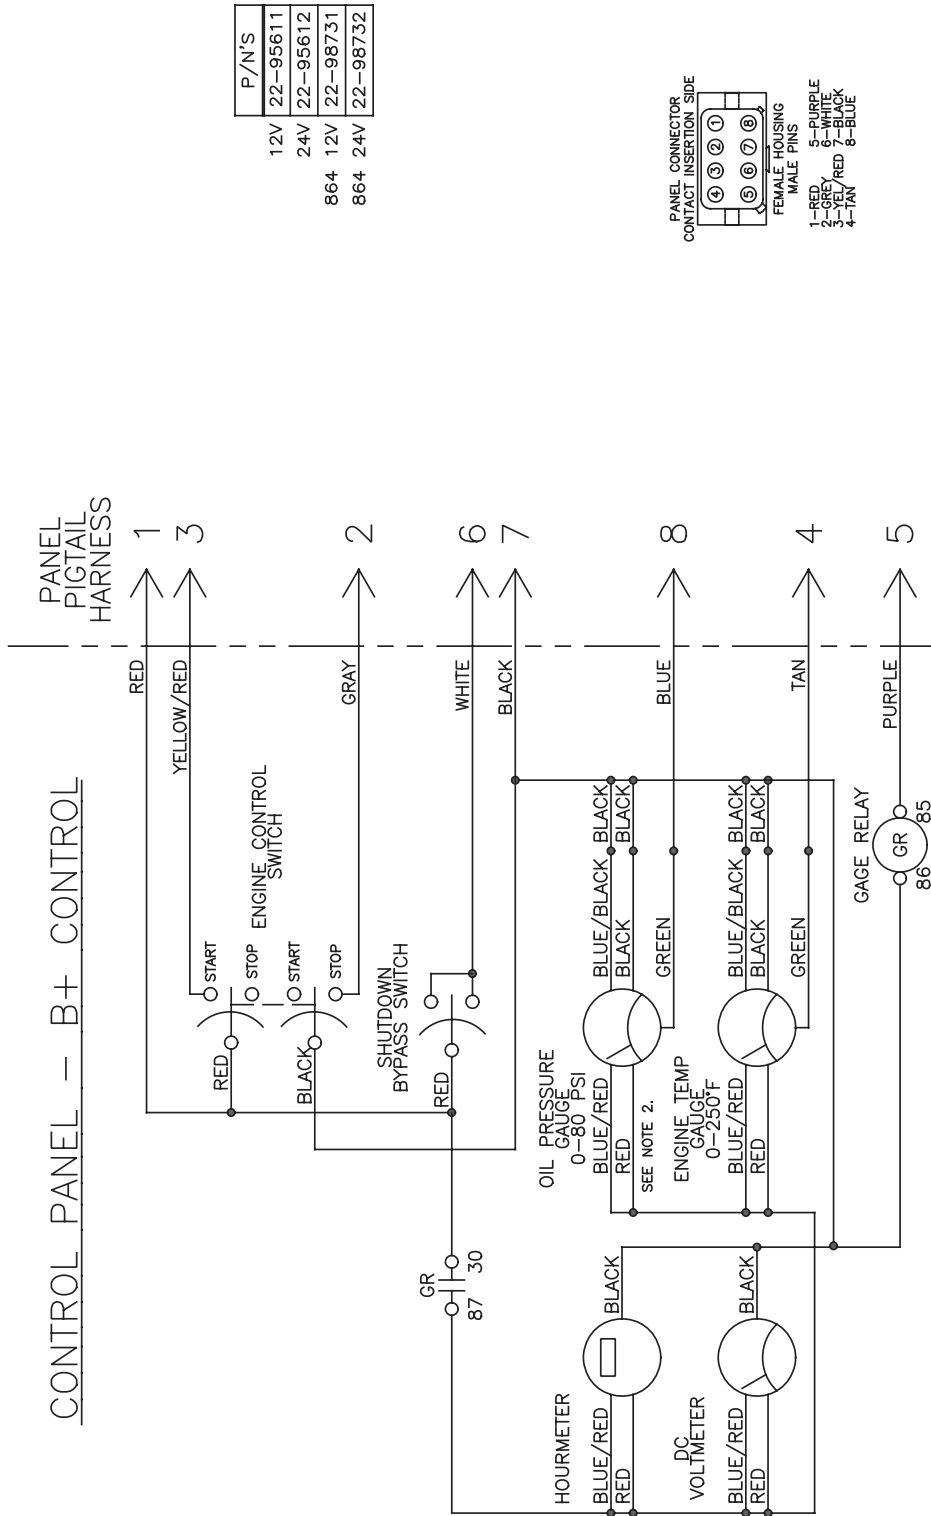 CONTROL PANEL - B+ CONTROL
PANEL
PIGTAIL
HARNESS
P/N'S
12V 22-95611
24V 22-95612
864 12V 22-98731
864 24V 22-98732
RED
1
YELLOW/RED
3
ENGINE CONTROL
SWITCH
START
STOP
START
STOP
RED
BLACK
GRAY
2
SHUTDOWN
BYPASS SWITCH
RED
WHITE
6
BLACK
7
GR
87
30
OIL PRESSURE
GAUGE
0-80 PSI
BLUE/RED
RED
SEE NOTE 2.
BLUE/BLACK
BLACK
BLACK
BLACK
GREEN
BLUE
8
ENGINE TEMP
GAUGE
0-250°F
BLUE/RED
RED
BLUE/BLACK
BLACK
BLACK
BLACK
GREEN
TAN
4
HOURMETER
BLUE/RED
RED
BLACK
DC
VOLTMETER
BLUE/RED
RED
BLACK
GAGE RELAY
GR
86
85
PURPLE
5
PANEL CONNECTOR
CONTACT INSERTION SIDE
4 3 2 1
5 6 7 8
FEMALE HOUSING
MALE PINS
1-RED 5-PURPLE
2-GREY 6-WHITE
3-YEL/RED 7-BLACK
4-TAN 8-BLUE